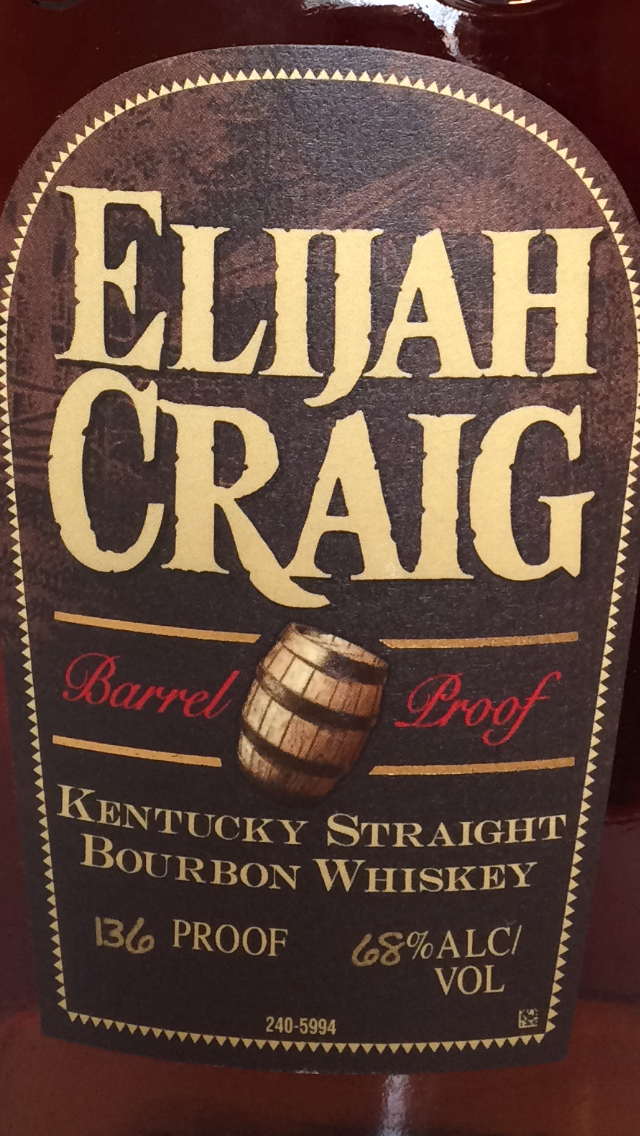 ELIJAH
CRAIG
Barrel Proof
KENTUCKY STRAIGHT
BOURBON WHISKEY
136 PROOF 68% ALC/
VOL
240-5994